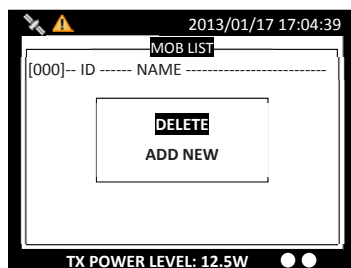 2013/01/17 17:04:39
MOB LIST
[000]-- ID ------ NAME --------------------------
DELETE
ADD NEW
TX POWER LEVEL: 12.5W